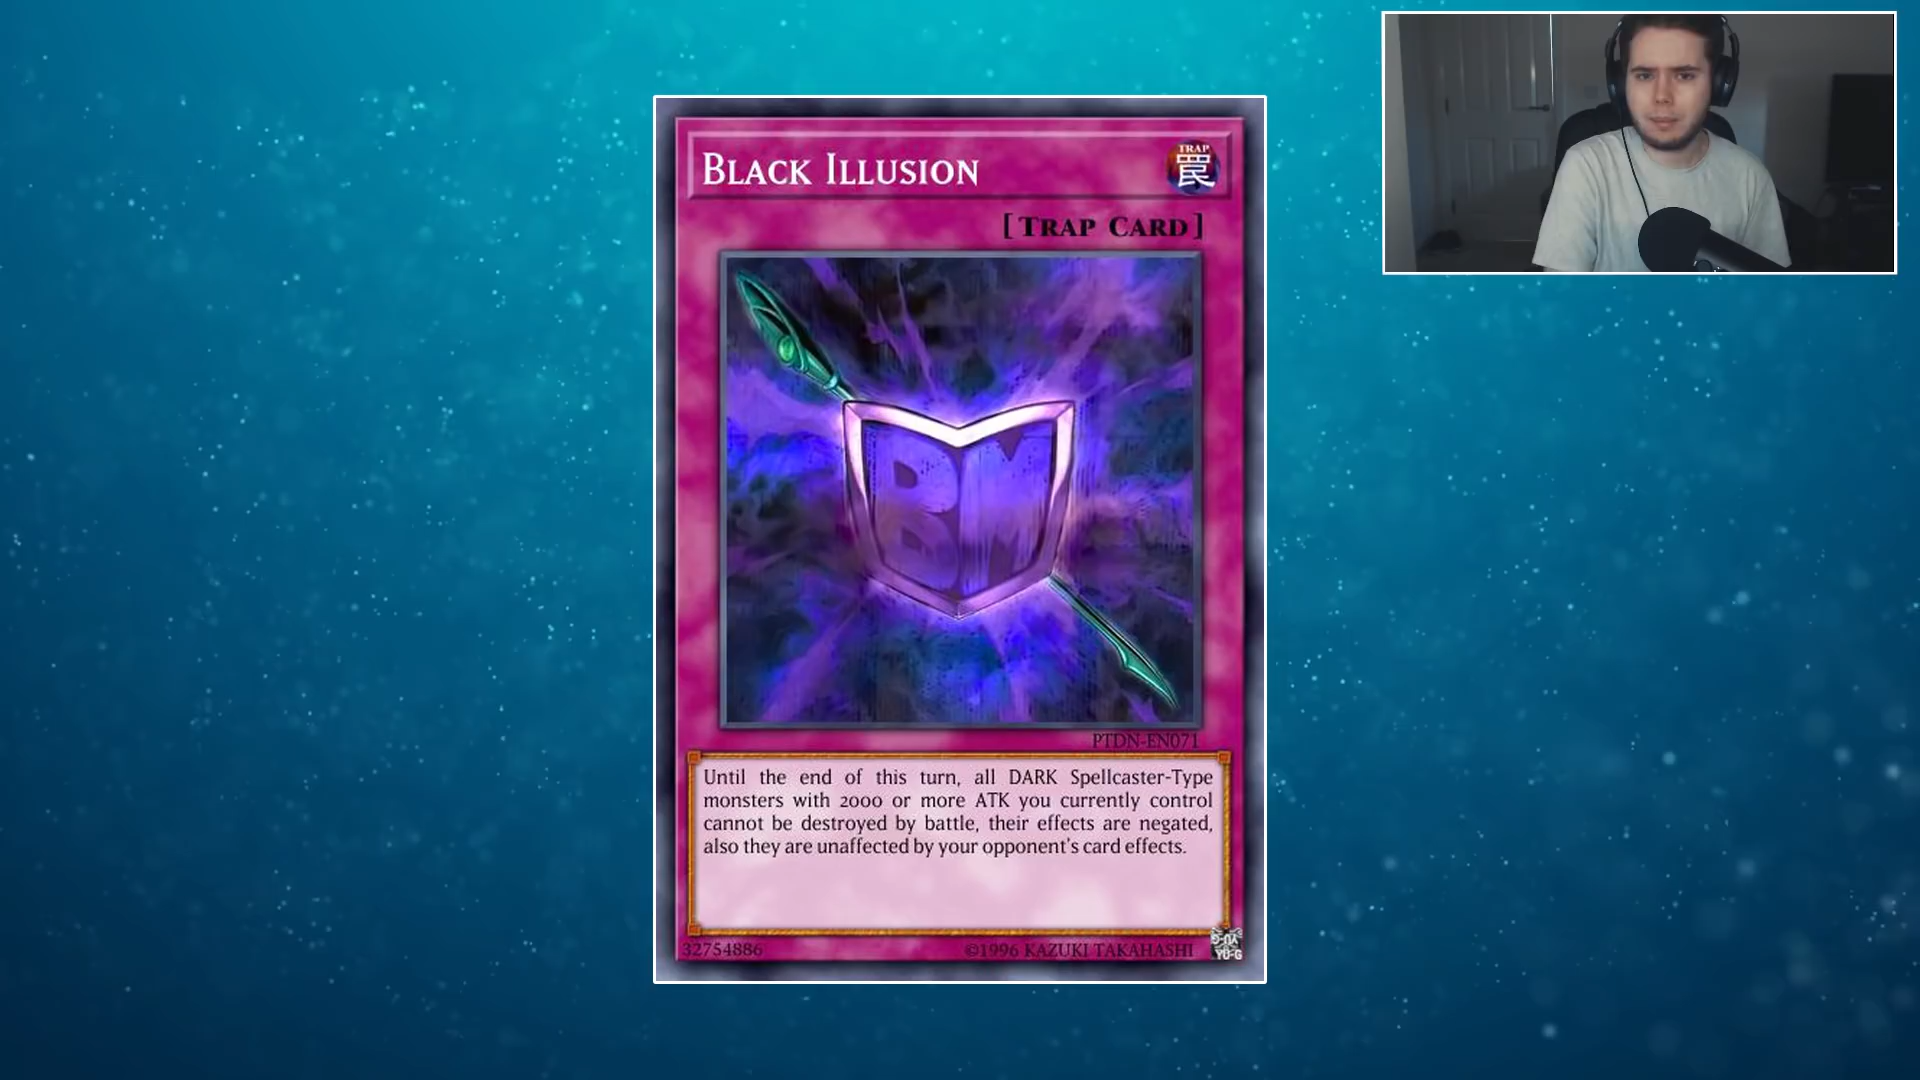 BLACK ILLUSION
TRAP
罠
[TRAP CARD]
BM
PTDN-EN071
Until the end of this turn, all DARK Spellcaster-Type
monsters with 2000 or more ATK you currently control
cannot be destroyed by battle, their effects are negated,
also they are unaffected by your opponent's card effects.
32754886
©1996 KAZUKI TAKAHASHI